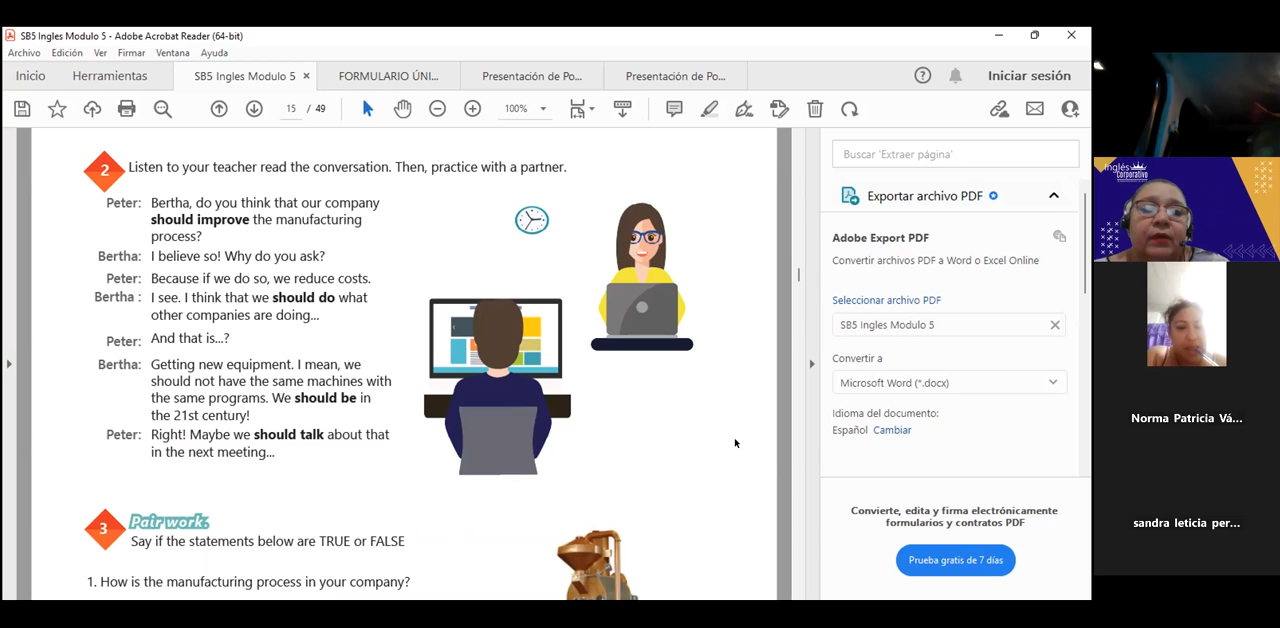 SB5 Ingles Modulo 5 - Adobe Acrobat Reader (64-bit)
Archivo Edición Ver Firmar Ventana Ayuda
Inicio Herramientas SB5 Ingles Modulo 5 × FORMULARIO ÚNI... Presentación de Po... Presentación de Po... Iniciar sesión
15 / 49 100%
2 Listen to your teacher read the conversation. Then, practice with a partner.
Peter: Bertha, do you think that our company
should improve the manufacturing
process?
Bertha: I believe so! Why do you ask?
Peter: Because if we do so, we reduce costs.
Bertha : I see. I think that we should do what
other companies are doing...
Peter: And that is...?
Bertha: Getting new equipment. I mean, we
should not have the same machines with
the same programs. We should be in
the 21st century!
Peter: Right! Maybe we should talk about that
in the next meeting...
3 Pair work.
Say if the statements below are TRUE or FALSE
1. How is the manufacturing process in your company?
Buscar 'Extraer página'
Exportar archivo PDF
Adobe Export PDF
Convertir archivos PDF a Word o Excel Online
Seleccionar archivo PDF
SB5 Ingles Modulo 5
Convertir a
Microsoft Word (*.docx)
Idioma del documento:
Español Cambiar
Convierte, edita y firma electrónicamente
formularios y contratos PDF
Prueba gratis de 7 días
Inglés
Corporativo
Norma Patricia Vá...
sandra leticia per...